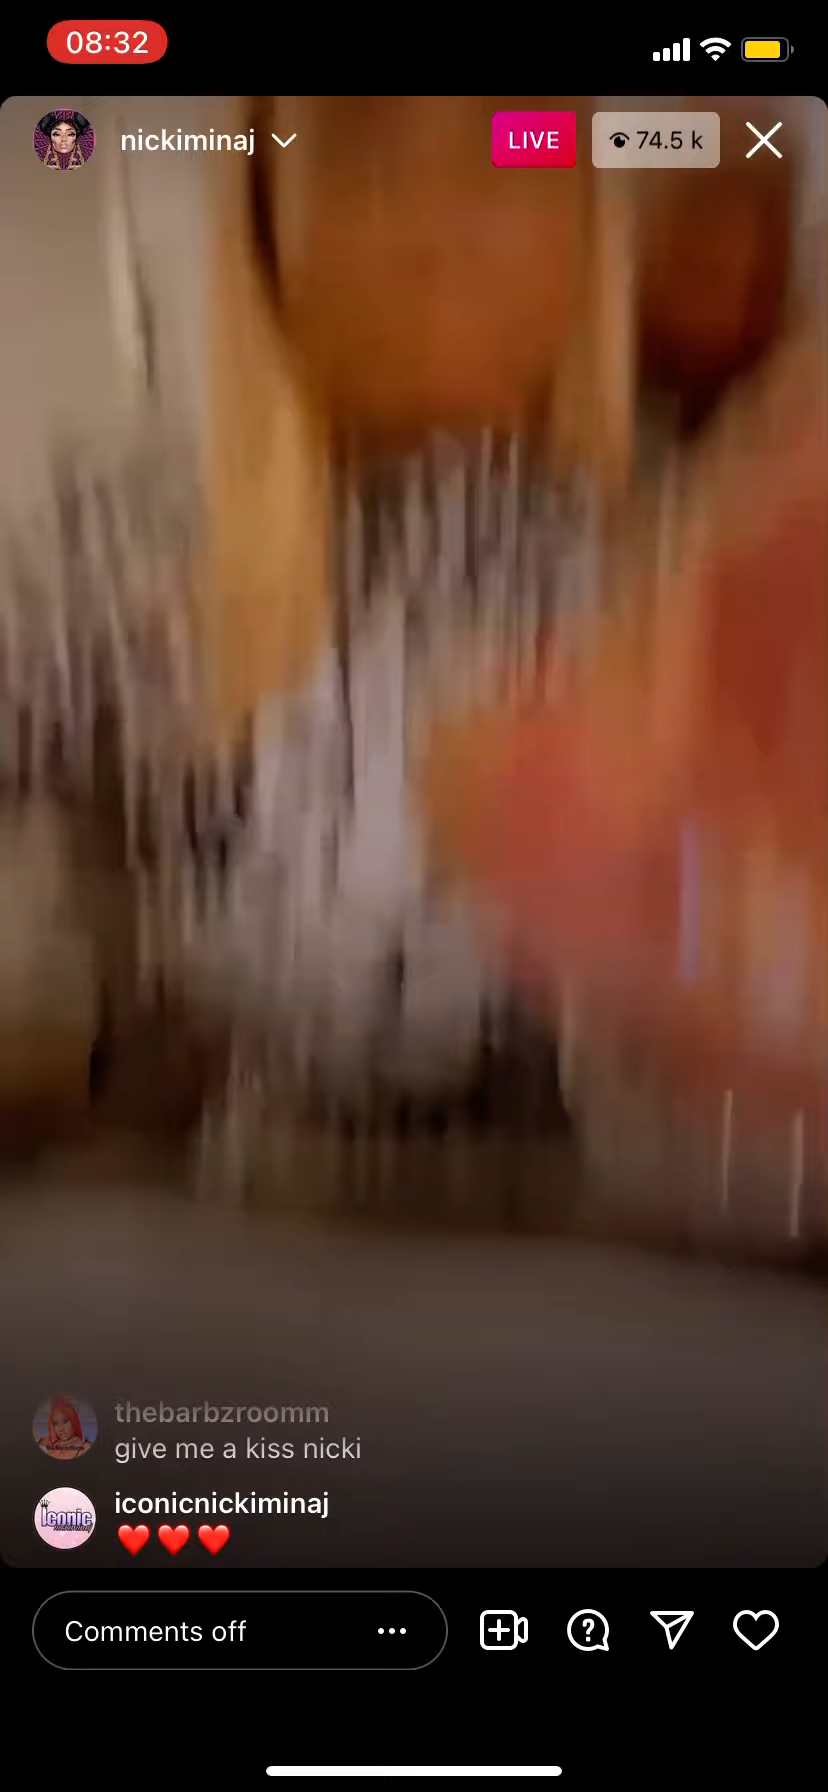 08:32
nickiminaj
LIVE
74.5 k
thebarbzroomm
give me a kiss nicki
iconicnickiminaj
❤️❤️❤️
Comments off